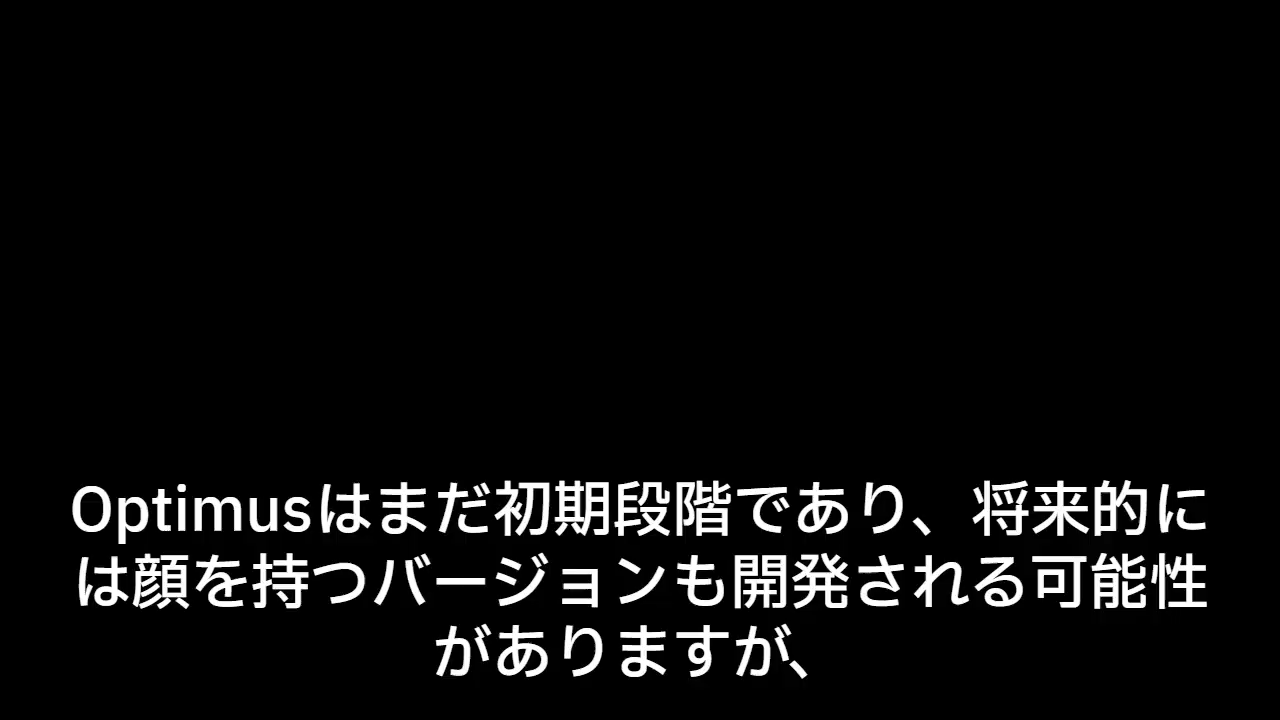 Optimusはまだ初期段階であり、将来的に
は顔を持つバージョンも開発される可能性
がありますが、